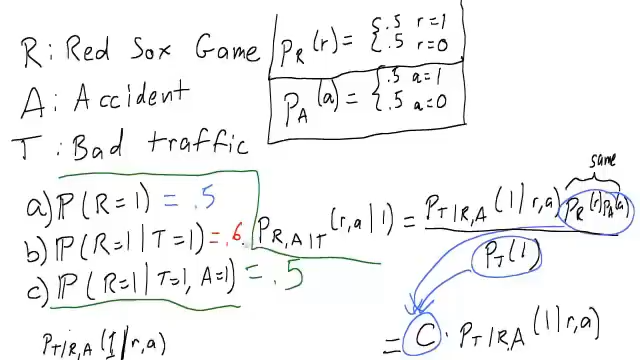 R: Red Sox Game
A: Accident
T: Bad traffic
p_R(r) = { .5 r=1
.5 r=0
p_A(a) = { .5 a=1
.5 a=0
a) ℙ(R=1) = .5
b) ℙ(R=1 | T=1) = .6
c) ℙ(R=1 | T=1, A=1) = .5
same
p_{R,A|T}(r,a|1) = p_{T|R,A}(1|r,a) p_R(r) p_A(a)
p_T(1)
= C · p_{T|R,A}(1|r,a)
p_{T|R,A}(1|r,a)